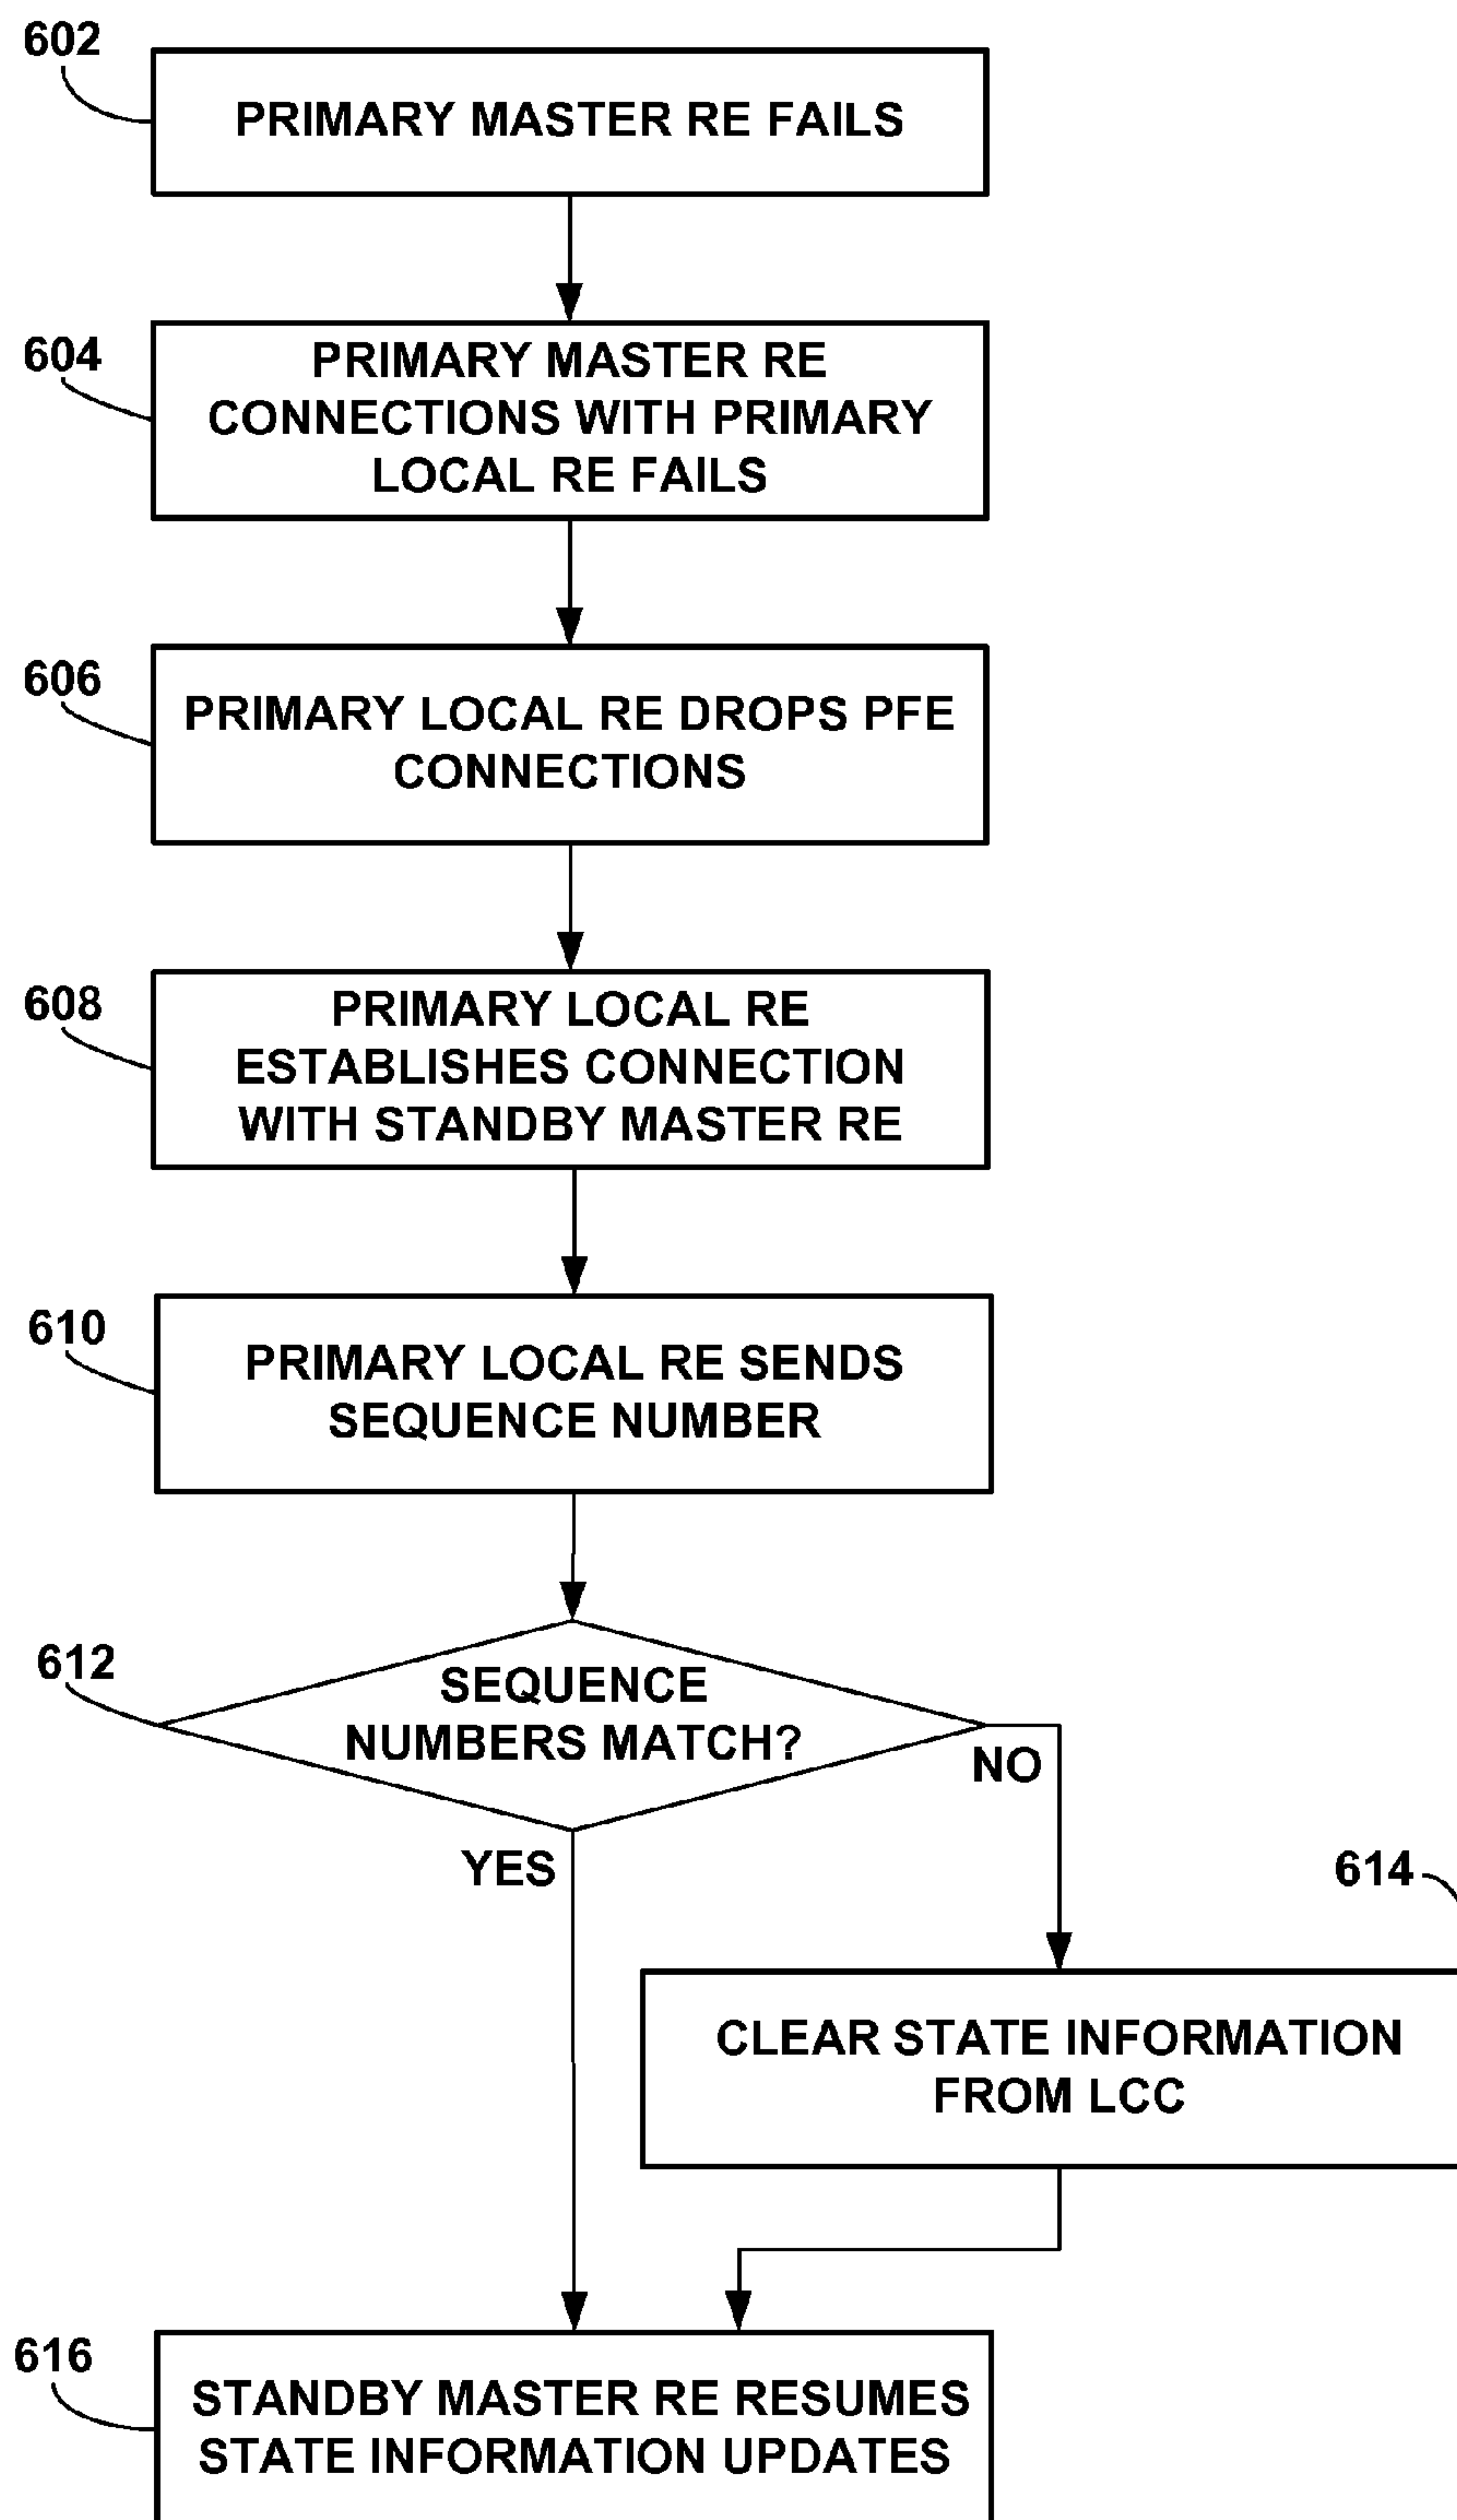 602
PRIMARY MASTER RE FAILS
604
PRIMARY MASTER RE
CONNECTIONS WITH PRIMARY
LOCAL RE FAILS
606
PRIMARY LOCAL RE DROPS PFE
CONNECTIONS
608
PRIMARY LOCAL RE
ESTABLISHES CONNECTION
WITH STANDBY MASTER RE
610
PRIMARY LOCAL RE SENDS
SEQUENCE NUMBER
612
SEQUENCE
NUMBERS MATCH?
NO
YES
614
CLEAR STATE INFORMATION
FROM LCC
616
STANDBY MASTER RE RESUMES
STATE INFORMATION UPDATES